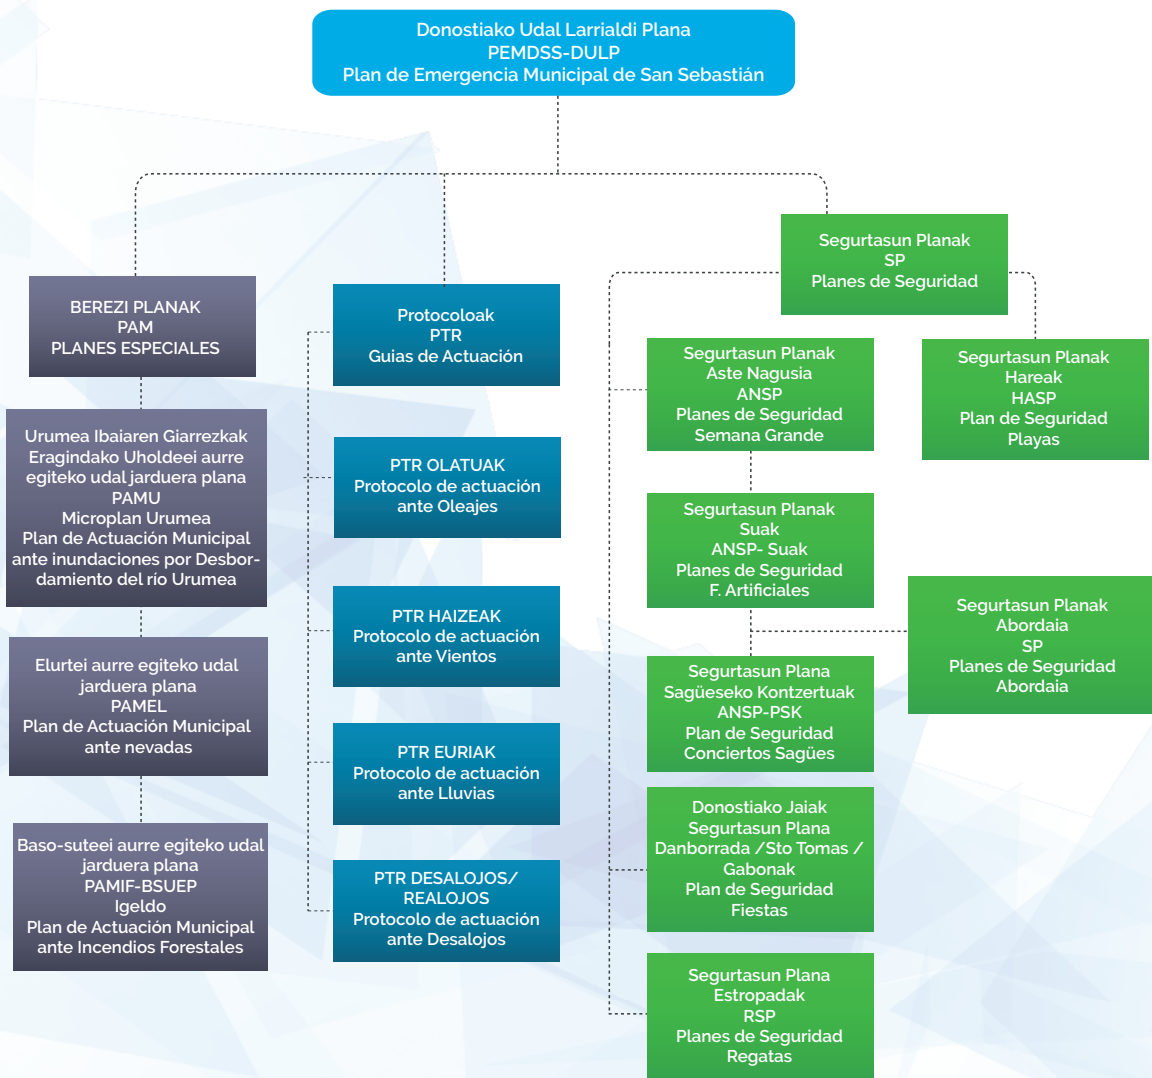 Donostiako Udal Larrialdi Plana
PEMDSS-DULP
Plan de Emergencia Municipal de San Sebastián
BEREZI PLANAK
PAM
PLANES ESPECIALES
Urumea Ibaiaren Giarrezkak
Eragindako Uholdeei aurre
egiteko udal jarduera plana
PAMU
Microplan Urumea
Plan de Actuación Municipal
ante inundaciones por Desbor-
damiento del río Urumea
Elurtei aurre egiteko udal
jarduera plana
PAMEL
Plan de Actuación Municipal
ante nevadas
Baso-suteei aurre egiteko udal
jarduera plana
PAMIF-BSUEP
Igeldo
Plan de Actuación Municipal
ante Incendios Forestales
Protocoloak
PTR
Guias de Actuación
PTR OLATUAK
Protocolo de actuación
ante Oleajes
PTR HAIZEAK
Protocolo de actuación
ante Vientos
PTR EURIAK
Protocolo de actuación
ante Lluvias
PTR DESALOJOS/
REALOJOS
Protocolo de actuación
ante Desalojos
Segurtasun Planak
SP
Planes de Seguridad
Segurtasun Planak
Aste Nagusia
ANSP
Planes de Seguridad
Semana Grande
Segurtasun Planak
Hareak
HASP
Plan de Seguridad
Playas
Segurtasun Planak
Suak
ANSP- Suak
Planes de Seguridad
F. Artificiales
Segurtasun Planak
Abordaia
SP
Planes de Seguridad
Abordaia
Segurtasun Plana
Sagüeseko Kontzertuak
ANSP-PSK
Plan de Seguridad
Conciertos Sagües
Donostiako Jaiak
Segurtasun Plana
Danborrada /Sto Tomas /
Gabonak
Plan de Seguridad
Fiestas
Segurtasun Plana
Estropadak
RSP
Planes de Seguridad
Regatas